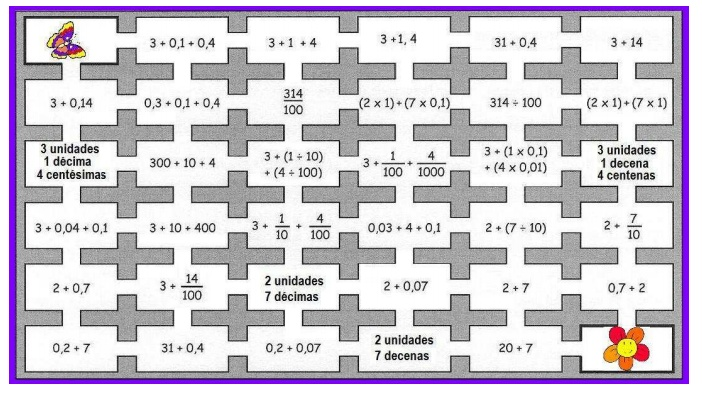 3 + 0,1 + 0,4
3 + 1 + 4
3 +1, 4
31 + 0,4
3 + 14
3 + 0,14
0,3 + 0,1 + 0,4
314
100
(2 x 1)+(7 x 0,1)
314 ÷ 100
(2 x 1)+(7 x 1)
3 unidades
1 décima
4 centésimas
300 + 10 + 4
3 + (1 ÷ 10)
+ (4 ÷ 100)
3 + 1/100 + 4/1000
3 + (1 x 0,1)
+ (4 x 0,01)
3 unidades
1 decena
4 centenas
3 + 0,04 + 0,1
3 + 10 + 400
3 + 1/10 + 4/100
0,03 + 4 + 0,1
2 + (7 ÷ 10)
2 + 7/10
2 + 0,7
3 + 14/100
2 unidades
7 décimas
2 + 0,07
2 + 7
0,7 + 2
0,2 + 7
31 + 0,4
0,2 + 0,07
2 unidades
7 decenas
20 + 7